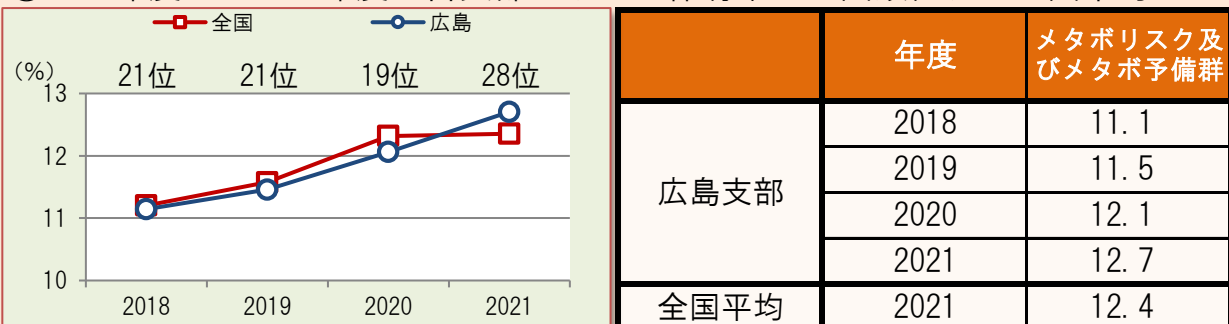 全国 広島
(%) 21位 21位 19位 28位
13
12
11
10
2018 2019 2020 2021
年度 メタボリスク及
びメタボ予備群
広島支部
2018 11.1
2019 11.5
2020 12.1
2021 12.7
全国平均 2021 12.4